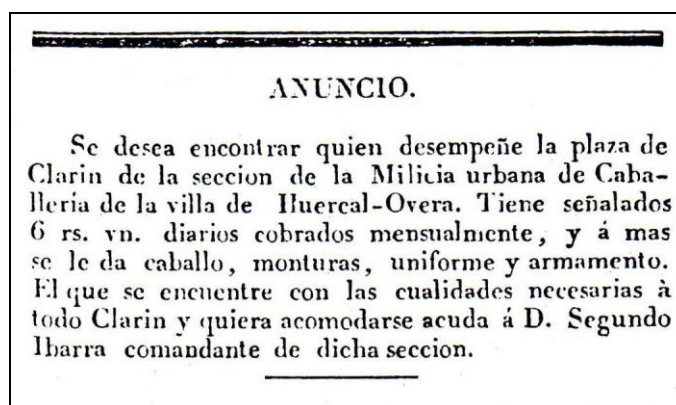 ANUNCIO.
Se desea encontrar quien desempeñe la plaza de
Clarin de la seccion de la Milicia urbana de Caba-
lleria de la villa de Huercal-Overa. Tiene señalados
6 rs. vn. diarios cobrados mensualmente, y á mas
se le da caballo, monturas, uniforme y armamento.
El que se encuentre con las cualidades necesarias à
todo Clarin y quiera acomodarse acuda á D. Segundo
Ibarra comandante de dicha seccion.